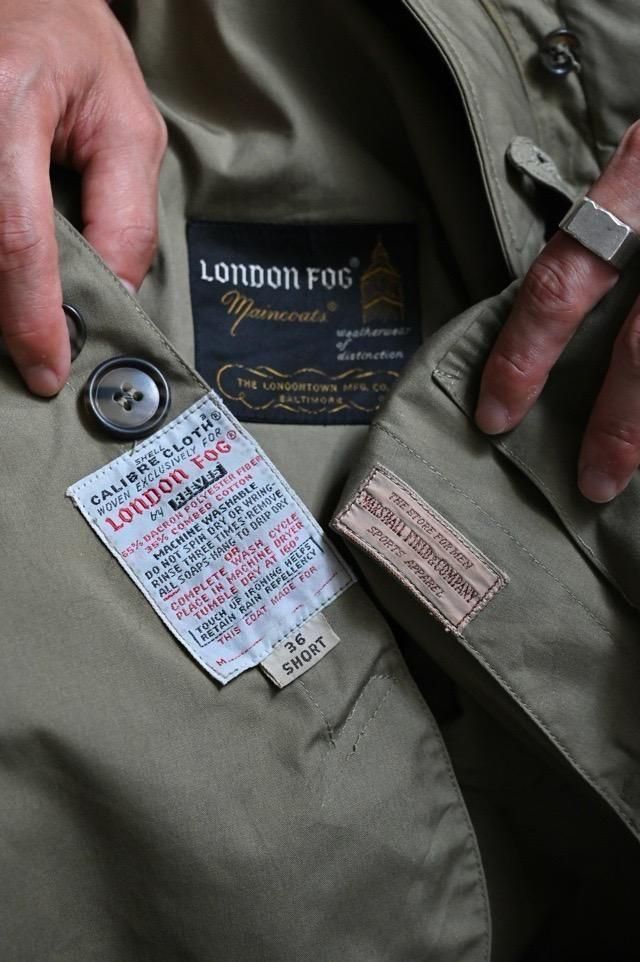 LONDON FOG®
Maincoats®
weatherwear
of
distinction
THE LONDONTOWN MFG. CO.
BALTIMORE
SHELL
CALIBRE CLOTH®
WOVEN EXCLUSIVELY FOR
LONDON FOG®
by REEVES
65% DACRON POLYESTER FIBER
35% COMBED COTTON
MACHINE WASHABLE
DO NOT SPIN DRY OR WRING-
RINSE THREE TIMES-REMOVE
ALL SOAPS HANG TO DRIP DRY
OR
COMPLETE WASH CYCLE
PLACE IN MACHINE DRYER
TUMBLE DRY AT 160°
TOUCH UP IRONING HELPS
RETAIN RAIN REPELLENCY
THIS COAT MADE FOR
M
36
SHORT
THE STORE FOR MEN
MARSHALL FIELD & COMPANY
SPORTS APPAREL